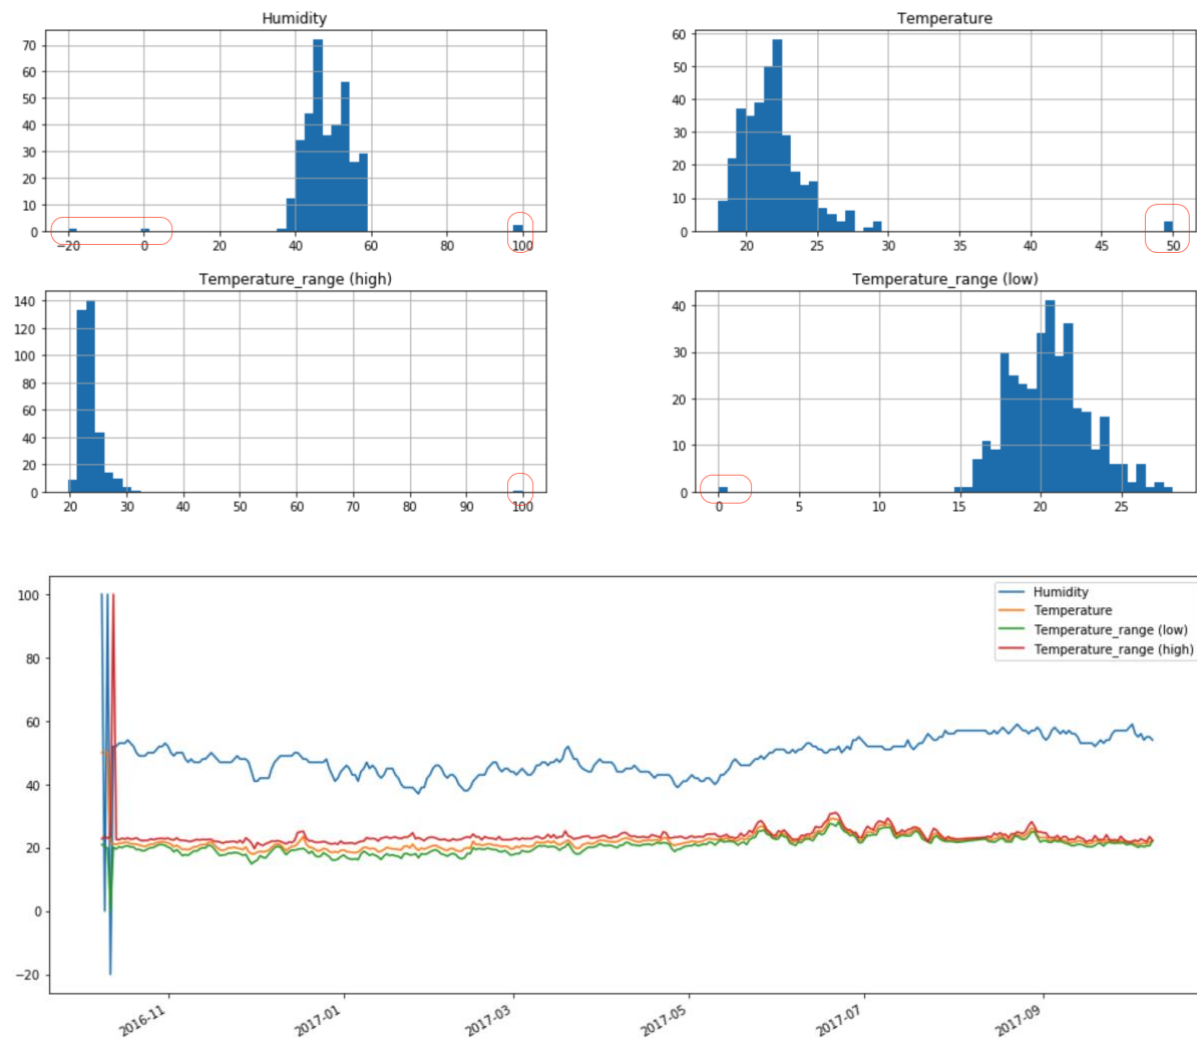 Humidity
70
60
50
40
30
20
10
0
−20 0 20 40 60 80 100
Temperature
60
50
40
30
20
10
0
20 25 30 35 40 45 50
Temperature_range (high)
140
120
100
80
60
40
20
0
20 30 40 50 60 70 80 90 100
Temperature_range (low)
40
30
20
10
0
0 5 10 15 20 25
100
80
60
40
20
0
−20
Humidity
Temperature
Temperature_range (low)
Temperature_range (high)
2016-11 2017-01 2017-03 2017-05 2017-07 2017-09